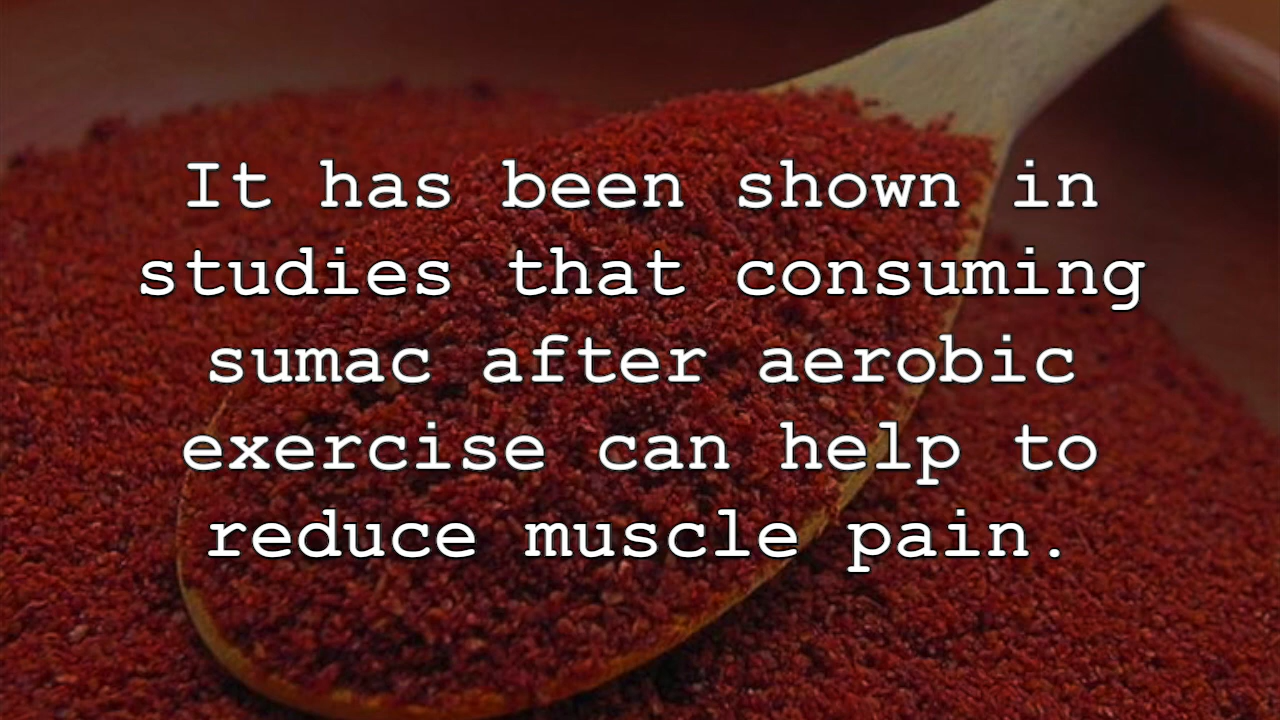 It has been shown in
studies that consuming
sumac after aerobic
exercise can help to
reduce muscle pain.